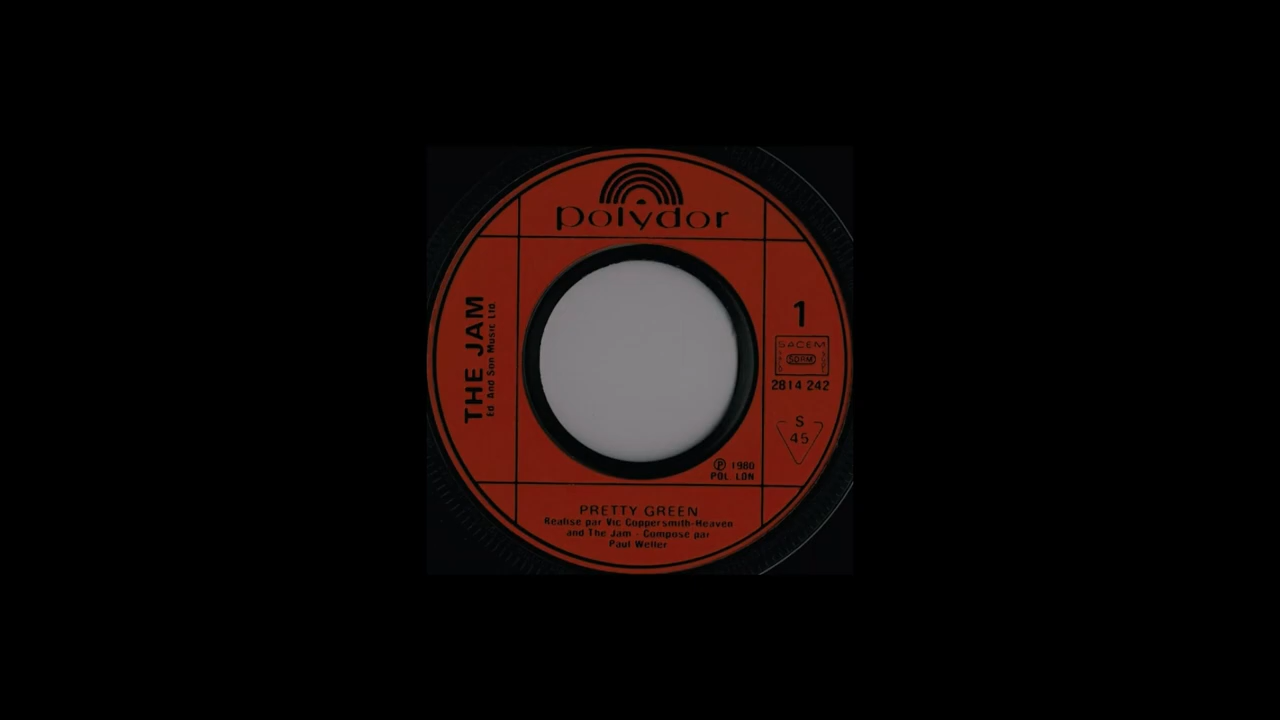 polydor
THE JAM
Ed. And Son Music Ltd.
1
SACEM
SDRM
2814 242
S
45
Ⓟ 1980
POL. LON
PRETTY GREEN
Realise par Vic Coppersmith-Heaven
and The Jam - Compose par
Paul Weller